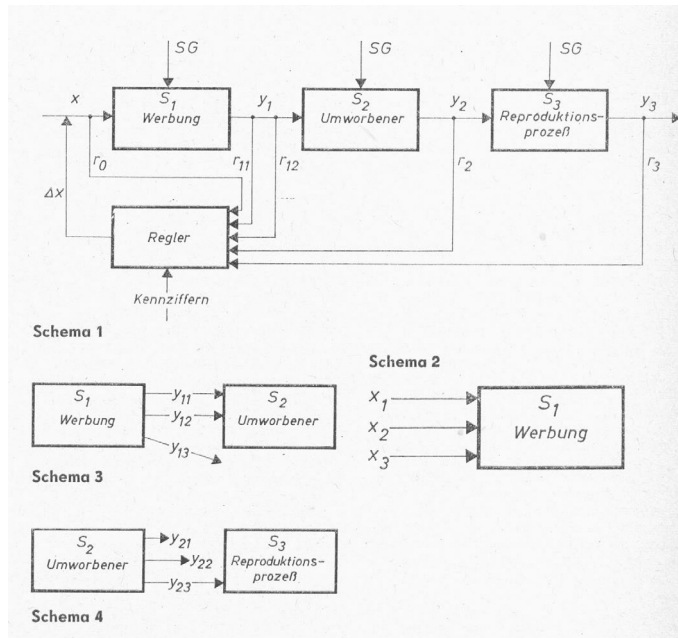 SG
SG
SG
x
S1
Werbung
y1
S2
Umworbener
y2
S3
Reproduktions-
prozeß
y3
r0
r11
r12
r2
r3
Δx
Regler
Kennziffern
Schema 1
Schema 2
S1
Werbung
y11
y12
y13
S2
Umworbener
x1
x2
x3
S1
Werbung
Schema 3
S2
Umworbener
y21
y22
y23
S3
Reproduktions-
prozeß
Schema 4